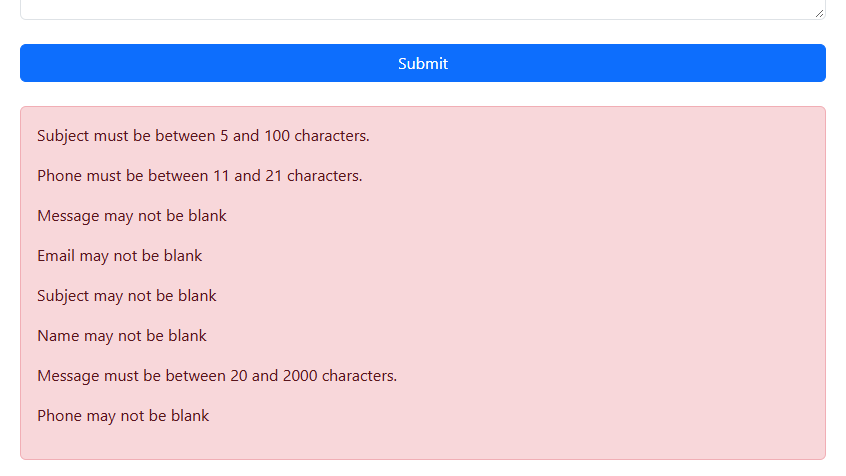 Submit
Subject must be between 5 and 100 characters.
Phone must be between 11 and 21 characters.
Message may not be blank
Email may not be blank
Subject may not be blank
Name may not be blank
Message must be between 20 and 2000 characters.
Phone may not be blank